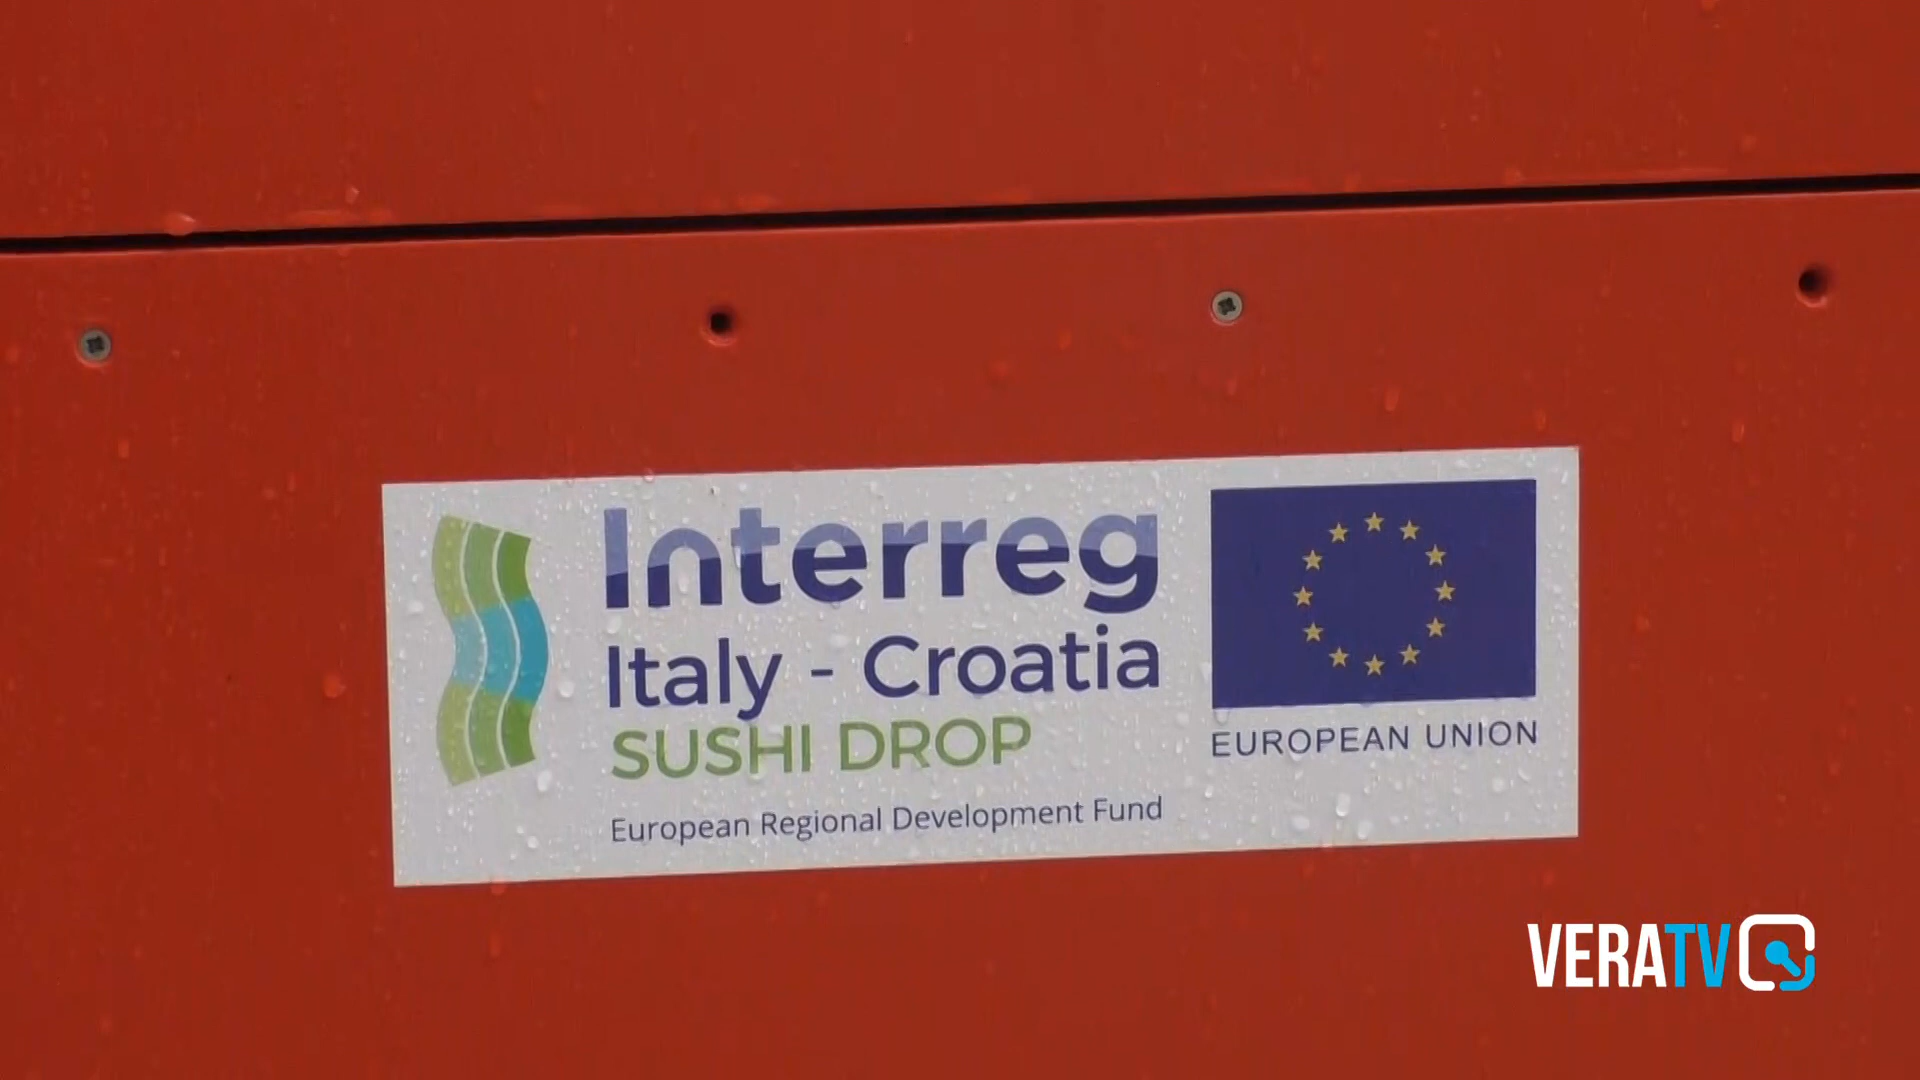 Interreg
Italy - Croatia
SUSHI DROP
European Regional Development Fund
EUROPEAN UNION
VERATV